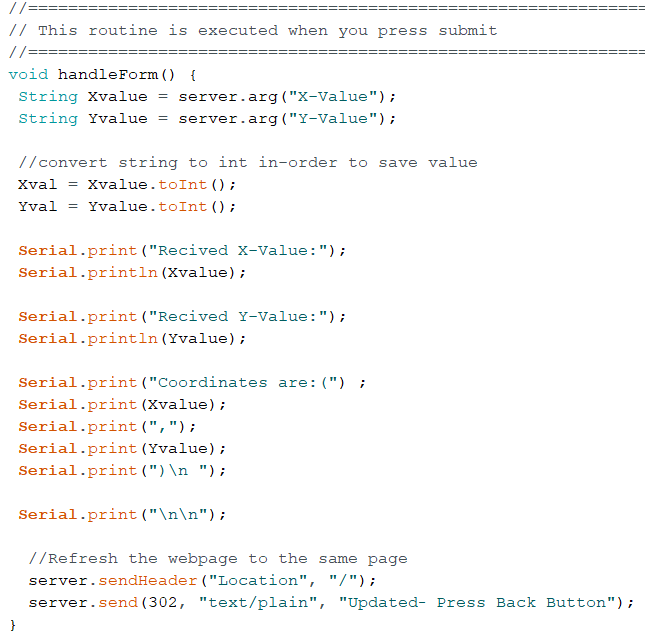 //==============================================================
// This routine is executed when you press submit
//==============================================================
void handleForm() {
 String Xvalue = server.arg("X-Value");
 String Yvalue = server.arg("Y-Value");

 //convert string to int in-order to save value
 Xval = Xvalue.toInt();
 Yval = Yvalue.toInt();

 Serial.print("Recived X-Value:");
 Serial.println(Xvalue);

 Serial.print("Recived Y-Value:");
 Serial.println(Yvalue);

 Serial.print("Coordinates are:(") ;
 Serial.print(Xvalue);
 Serial.print(",");
 Serial.print(Yvalue);
 Serial.print(")\n ");

 Serial.print("\n\n");

  //Refresh the webpage to the same page
  server.sendHeader("Location", "/");
  server.send(302, "text/plain", "Updated- Press Back Button");
}